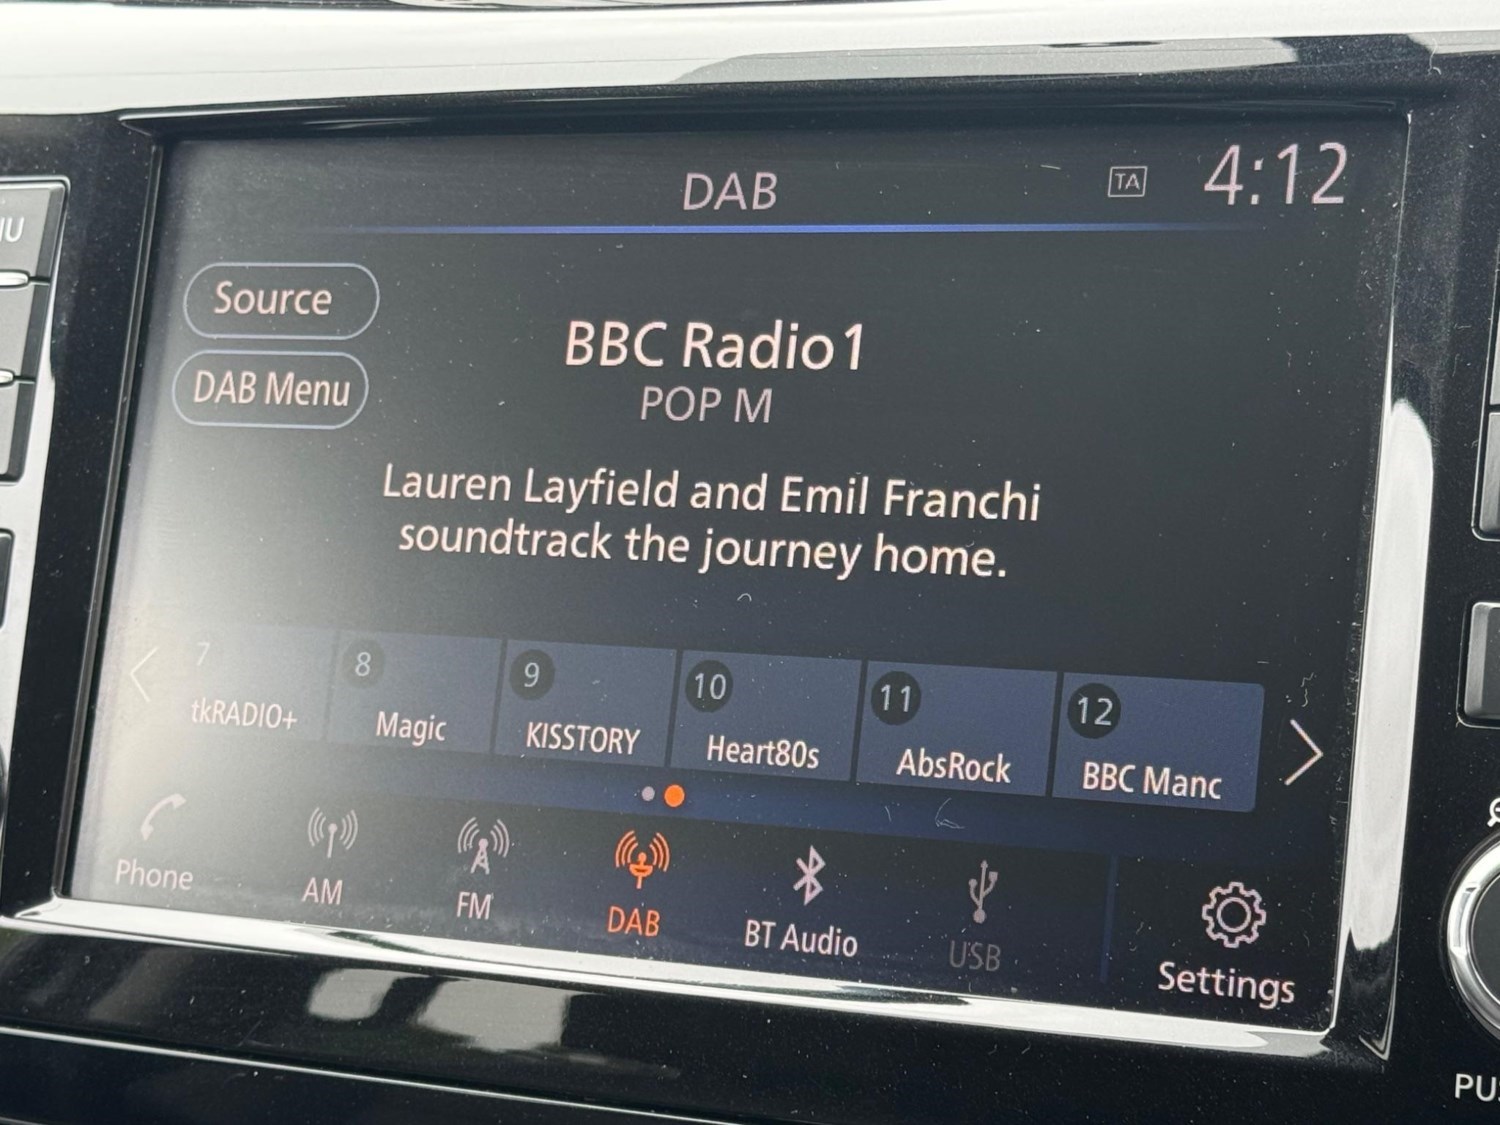 DAB
TA
4:12
Source
DAB Menu
BBC Radio1
POP M
Lauren Layfield and Emil Franchi
soundtrack the journey home.
7
tkRADIO+
8
Magic
9
KISSTORY
10
Heart80s
11
AbsRock
12
BBC Manc
Phone
AM
FM
DAB
BT Audio
USB
Settings